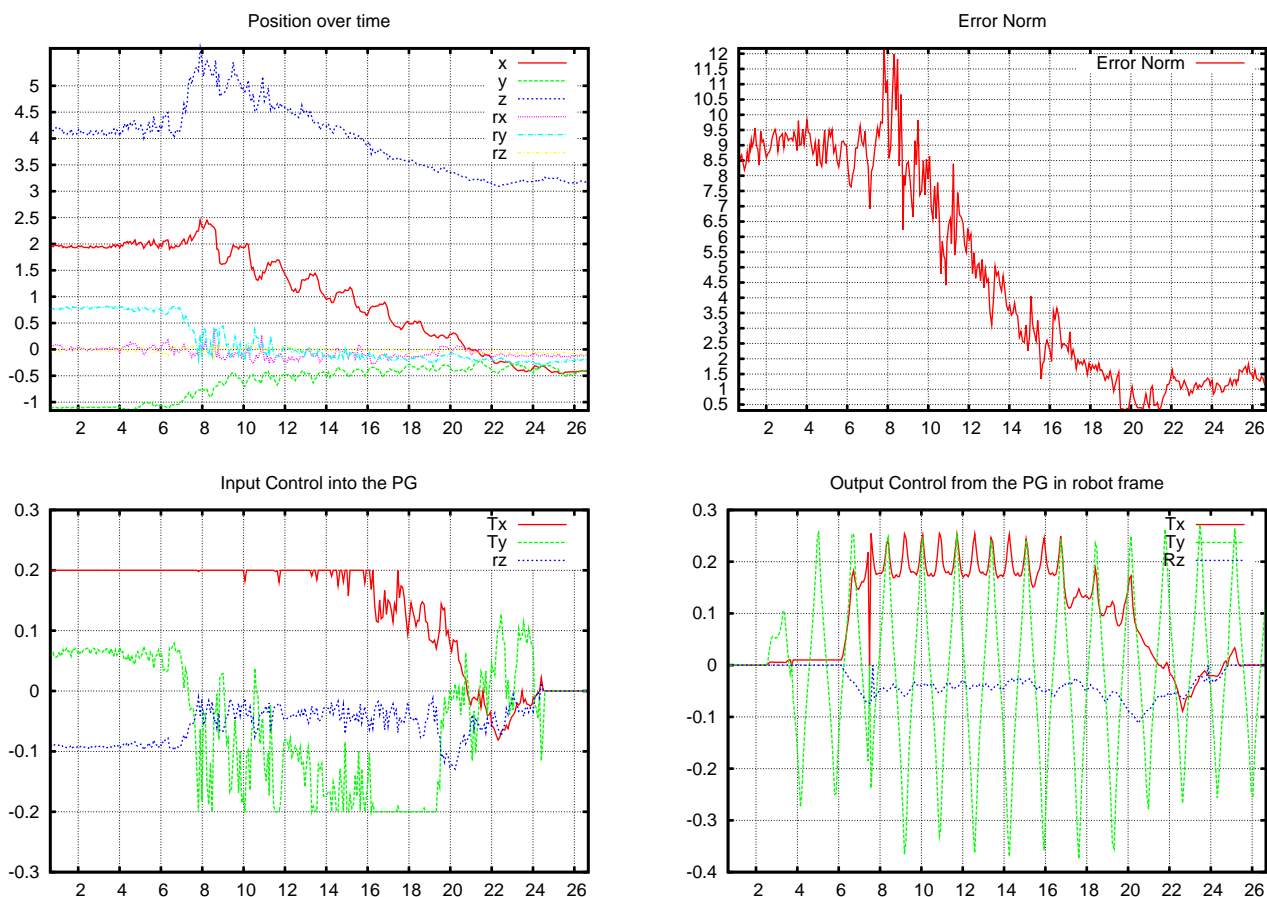 Position over time
x
y
z
rx
ry
rz
5
4.5
4
3.5
3
2.5
2
1.5
1
0.5
0
-0.5
-1
2 4 6 8 10 12 14 16 18 20 22 24 26
Error Norm
Error Norm
12
11.5
10.5
9.5
8.5
7.5
6.5
5.5
4.5
3.5
2.5
1.5
0.5
11
10
9
8
7
6
5
4
3
2
1
2 4 6 8 10 12 14 16 18 20 22 24 26
Input Control into the PG
Tx
Ty
rz
0.3
0.2
0.1
0
-0.1
-0.2
-0.3
2 4 6 8 10 12 14 16 18 20 22 24 26
Output Control from the PG in robot frame
Tx
Ty
Rz
0.3
0.2
0.1
0
-0.1
-0.2
-0.3
-0.4
2 4 6 8 10 12 14 16 18 20 22 24 26